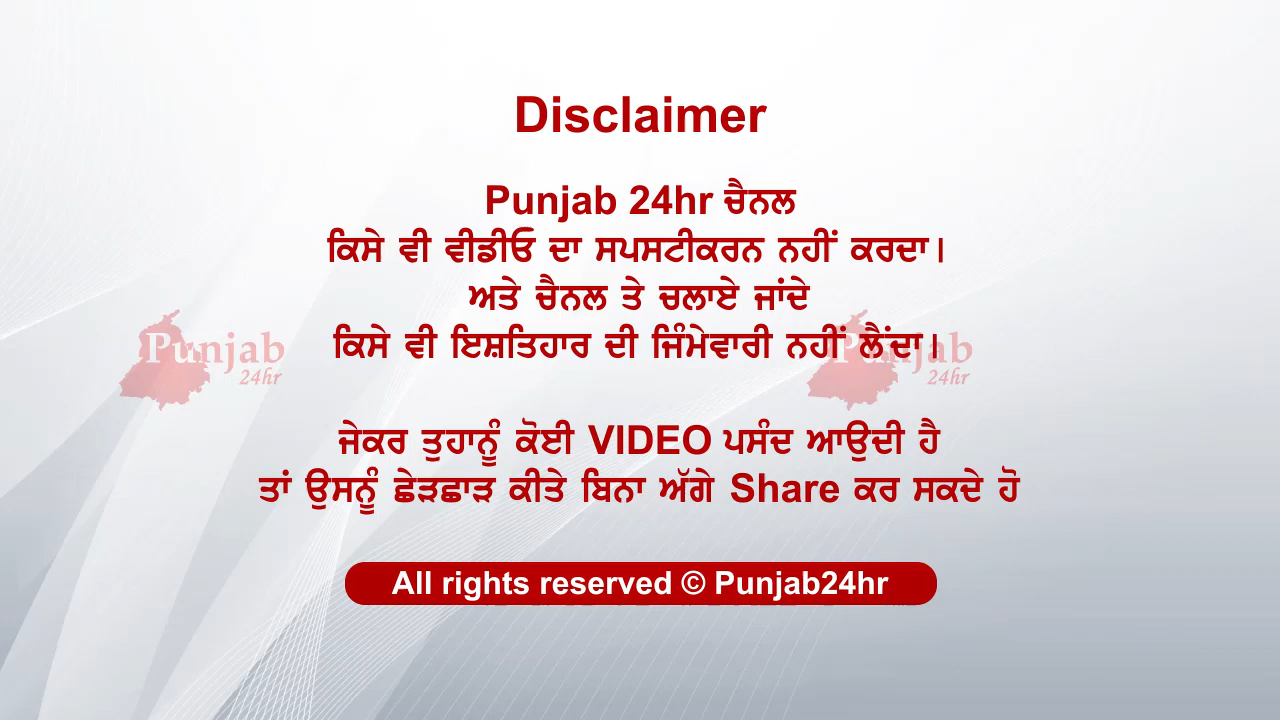 Disclaimer
Punjab 24hr ਚੈਨਲ
ਕਿਸੇ ਵੀ ਵੀਡੀਓ ਦਾ ਸਪਸਟੀਕਰਨ ਨਹੀਂ ਕਰਦਾ।
ਅਤੇ ਚੈਨਲ ਤੇ ਚਲਾਏ ਜਾਂਦੇ
ਕਿਸੇ ਵੀ ਇਸ਼ਤਿਹਾਰ ਦੀ ਜਿੰਮੇਵਾਰੀ ਨਹੀਂ ਲੈਂਦਾ।
Punjab
24hr
Punjab
24hr
ਜੇਕਰ ਤੁਹਾਨੂੰ ਕੋਈ VIDEO ਪਸੰਦ ਆਉਦੀ ਹੈ
ਤਾਂ ਉਸਨੂੰ ਛੇੜਛਾੜ ਕੀਤੇ ਬਿਨਾ ਅੱਗੇ Share ਕਰ ਸਕਦੇ ਹੋ
All rights reserved © Punjab24hr